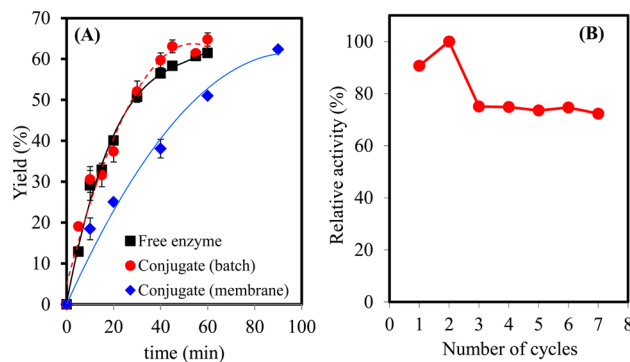 (A)
70
60
50
40
30
20
10
0
Yield (%)
0 20 40 60 80 100
time (min)
Free enzyme
Conjugate (batch)
Conjugate (membrane)
(B)
120
100
80
60
40
20
0
Relative activity (%)
0 1 2 3 4 5 6 7 8
Number of cycles